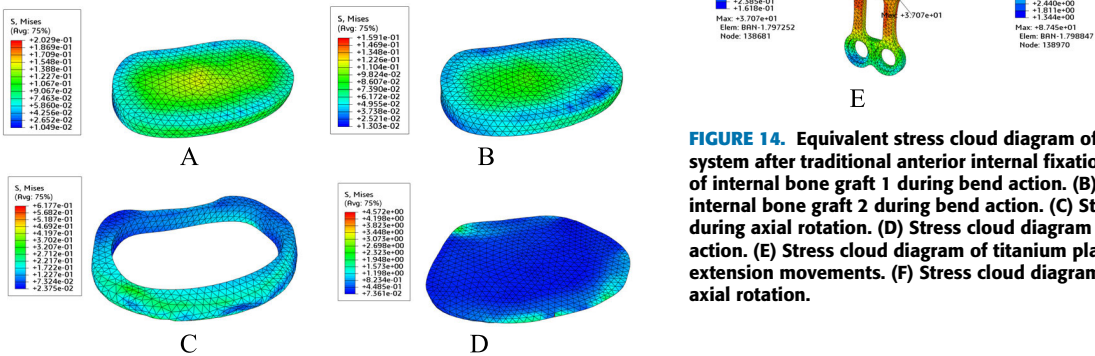 S, Mises
(Avg: 75%)
+2.029e-01
+1.869e-01
+1.709e-01
+1.548e-01
+1.388e-01
+1.227e-01
+1.067e-01
+9.067e-02
+7.463e-02
+5.860e-02
+4.256e-02
+2.652e-02
+1.049e-02
A
S, Mises
(Avg: 75%)
+1.591e-01
+1.469e-01
+1.348e-01
+1.226e-01
+1.104e-01
+9.824e-02
+8.607e-02
+7.390e-02
+6.172e-02
+4.955e-02
+3.738e-02
+2.521e-02
+1.303e-02
B
S, Mises
(Avg: 75%)
+6.177e-01
+5.682e-01
+5.187e-01
+4.692e-01
+4.197e-01
+3.702e-01
+3.207e-01
+2.712e-01
+2.217e-01
+1.722e-01
+1.227e-01
+7.324e-02
+2.375e-02
C
+4.572e+00
+4.198e+00
+3.823e+00
+3.448e+00
+3.073e+00
+2.698e+00
+2.323e+00
+1.948e+00
+1.573e+00
+1.198e+00
+8.234e-01
+4.485e-01
+7.361e-02
S, Mises
(Avg: 75%)
D
+2.385e-01
+1.618e-01
Max: +3.707e+01
Elem: BAN-1.797252
Node: 138681
Max: +3.707e+01
E
+2.440e+00
+1.811e+00
+1.344e+00
Max: +8.745e+01
Elem: BAN-1.798847
Node: 138970
FIGURE 14. Equivalent stress cloud diagram of
system after traditional anterior internal fixatio
of internal bone graft 1 during bend action. (B)
internal bone graft 2 during bend action. (C) St
during axial rotation. (D) Stress cloud diagram
action. (E) Stress cloud diagram of titanium pla
extension movements. (F) Stress cloud diagram
axial rotation.